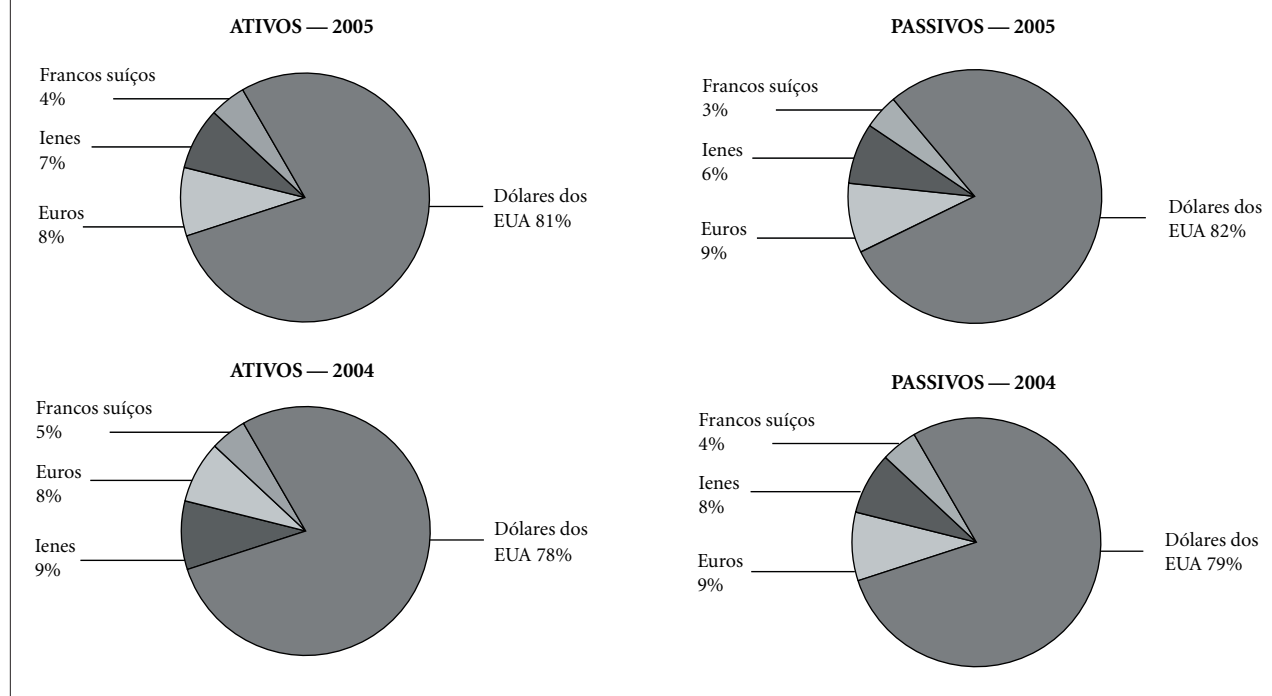 ATIVOS — 2005
Francos suíços
4%
Ienes
7%
Euros
8%
Dólares dos
EUA 81%
PASSIVOS — 2005
Francos suíços
3%
Ienes
6%
Euros
9%
Dólares dos
EUA 82%
ATIVOS — 2004
Francos suíços
5%
Euros
8%
Ienes
9%
Dólares dos
EUA 78%
PASSIVOS — 2004
Francos suíços
4%
Ienes
8%
Euros
9%
Dólares dos
EUA 79%